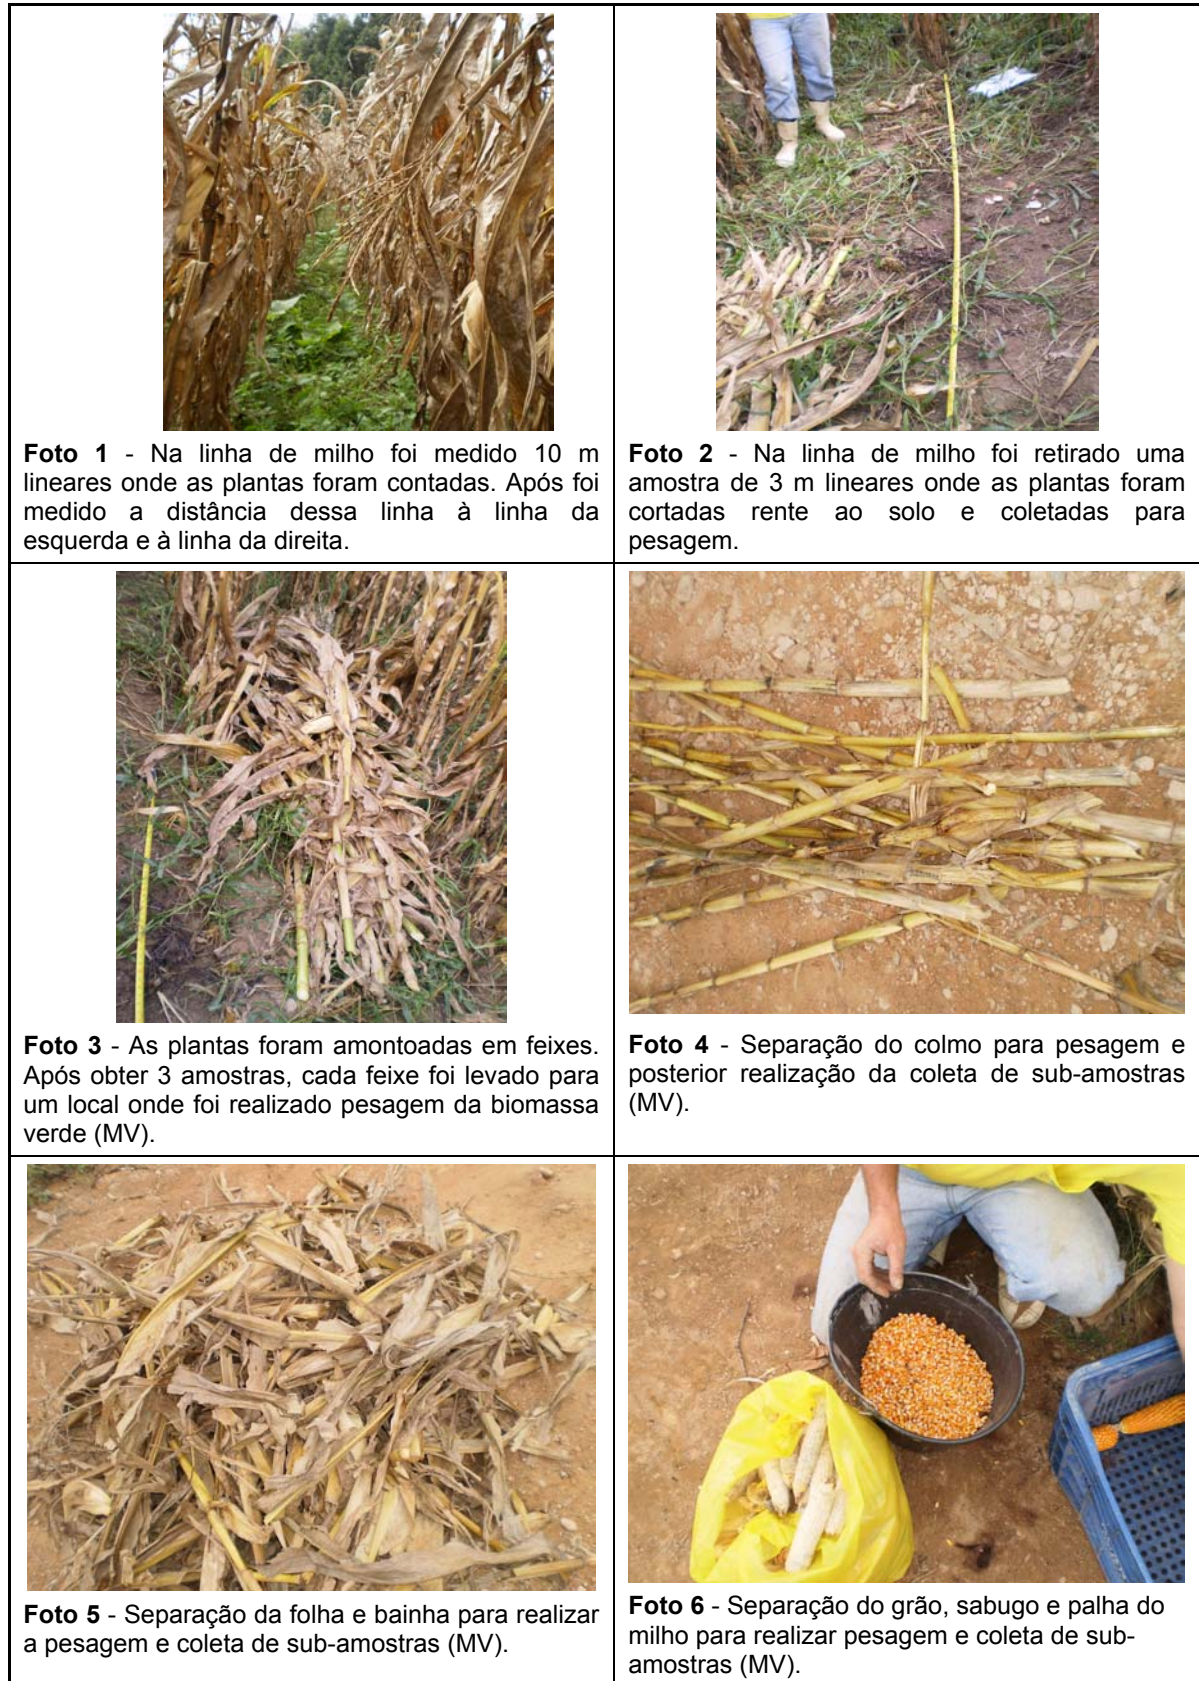 Foto 1 - Na linha de milho foi medido 10 m
lineares onde as plantas foram contadas. Após foi
medido a distância dessa linha à linha da
esquerda e à linha da direita.
Foto 2 - Na linha de milho foi retirado uma
amostra de 3 m lineares onde as plantas foram
cortadas rente ao solo e coletadas para
pesagem.
Foto 3 - As plantas foram amontoadas em feixes.
Após obter 3 amostras, cada feixe foi levado para
um local onde foi realizado pesagem da biomassa
verde (MV).
Foto 4 - Separação do colmo para pesagem e
posterior realização da coleta de sub-amostras
(MV).
Foto 5 - Separação da folha e bainha para realizar
a pesagem e coleta de sub-amostras (MV).
Foto 6 - Separação do grão, sabugo e palha do
milho para realizar pesagem e coleta de sub-
amostras (MV).